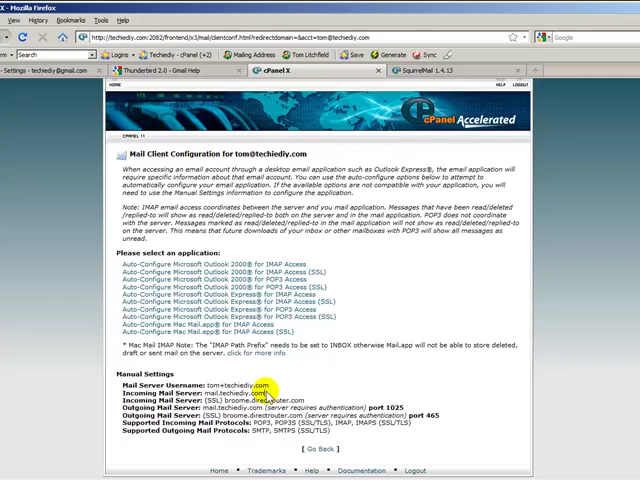 X - Mozilla Firefox
View History Bookmarks Tools Help
http://techiediy.com:2082/frontend/x3/mail/clientconf.html?redirectdomain=&acct=tom@techiediy.com
Google
Search Logins Techiediy - cPanel (+2) Mailing Address Tom Litchfield Save Generate Sync
- Settings - techiediy@gmail.com Thunderbird 2.0 - Gmail Help cPanel X SquirrelMail 1.4.13
HOME HELP LOGOUT
cPanel Accelerated
CPANEL 11
Mail Client Configuration for tom@techiediy.com
When accessing an email account through a desktop email application such as Outlook Express®, the email application will
require specific information about that email account. You can use the auto-configure options below to attempt to
automatically configure your email application. If the available options are not compatible with your application, you will
need to use the Manual Settings information to configure the application.
Note: IMAP email access coordinates between the server and you mail application. Messages that have been read/deleted
/replied-to will show as read/deleted/replied-to both on the server and in the mail application. POP3 does not coordinate
with the server. Messages marked as read/deleted/replied-to in the mail application will not show as read/deleted/replied-to
on the server. This means that future downloads of your inbox or other mailboxes with POP3 will show all messages as
unread.
Please select an application:
Auto-Configure Microsoft Outlook 2000® for IMAP Access
Auto-Configure Microsoft Outlook 2000® for IMAP Access (SSL)
Auto-Configure Microsoft Outlook 2000® for POP3 Access
Auto-Configure Microsoft Outlook 2000® for POP3 Access (SSL)
Auto-Configure Microsoft Outlook Express® for IMAP Access
Auto-Configure Microsoft Outlook Express® for IMAP Access (SSL)
Auto-Configure Microsoft Outlook Express® for POP3 Access
Auto-Configure Microsoft Outlook Express® for POP3 Access (SSL)
Auto-Configure Mac Mail.app® for IMAP Access
Auto-Configure Mac Mail.app® for IMAP Access (SSL)
* Mac Mail IMAP Note: The "IMAP Path Prefix" needs to be set to INBOX otherwise Mail.app will not be able to store deleted,
draft or sent mail on the server. click for more info
Manual Settings
Mail Server Username: tom+techiediy.com
Incoming Mail Server: mail.techiediy.com
Incoming Mail Server: (SSL) broome.directrouter.com
Outgoing Mail Server: mail.techiediy.com (server requires authentication) port 1025
Outgoing Mail Server: (SSL) broome.directrouter.com (server requires authentication) port 465
Supported Incoming Mail Protocols: POP3, POP3S (SSL/TLS), IMAP, IMAPS (SSL/TLS)
Supported Outgoing Mail Protocols: SMTP, SMTPS (SSL/TLS)
[ Go Back ]
Home • Trademarks • Help • Documentation • Logout